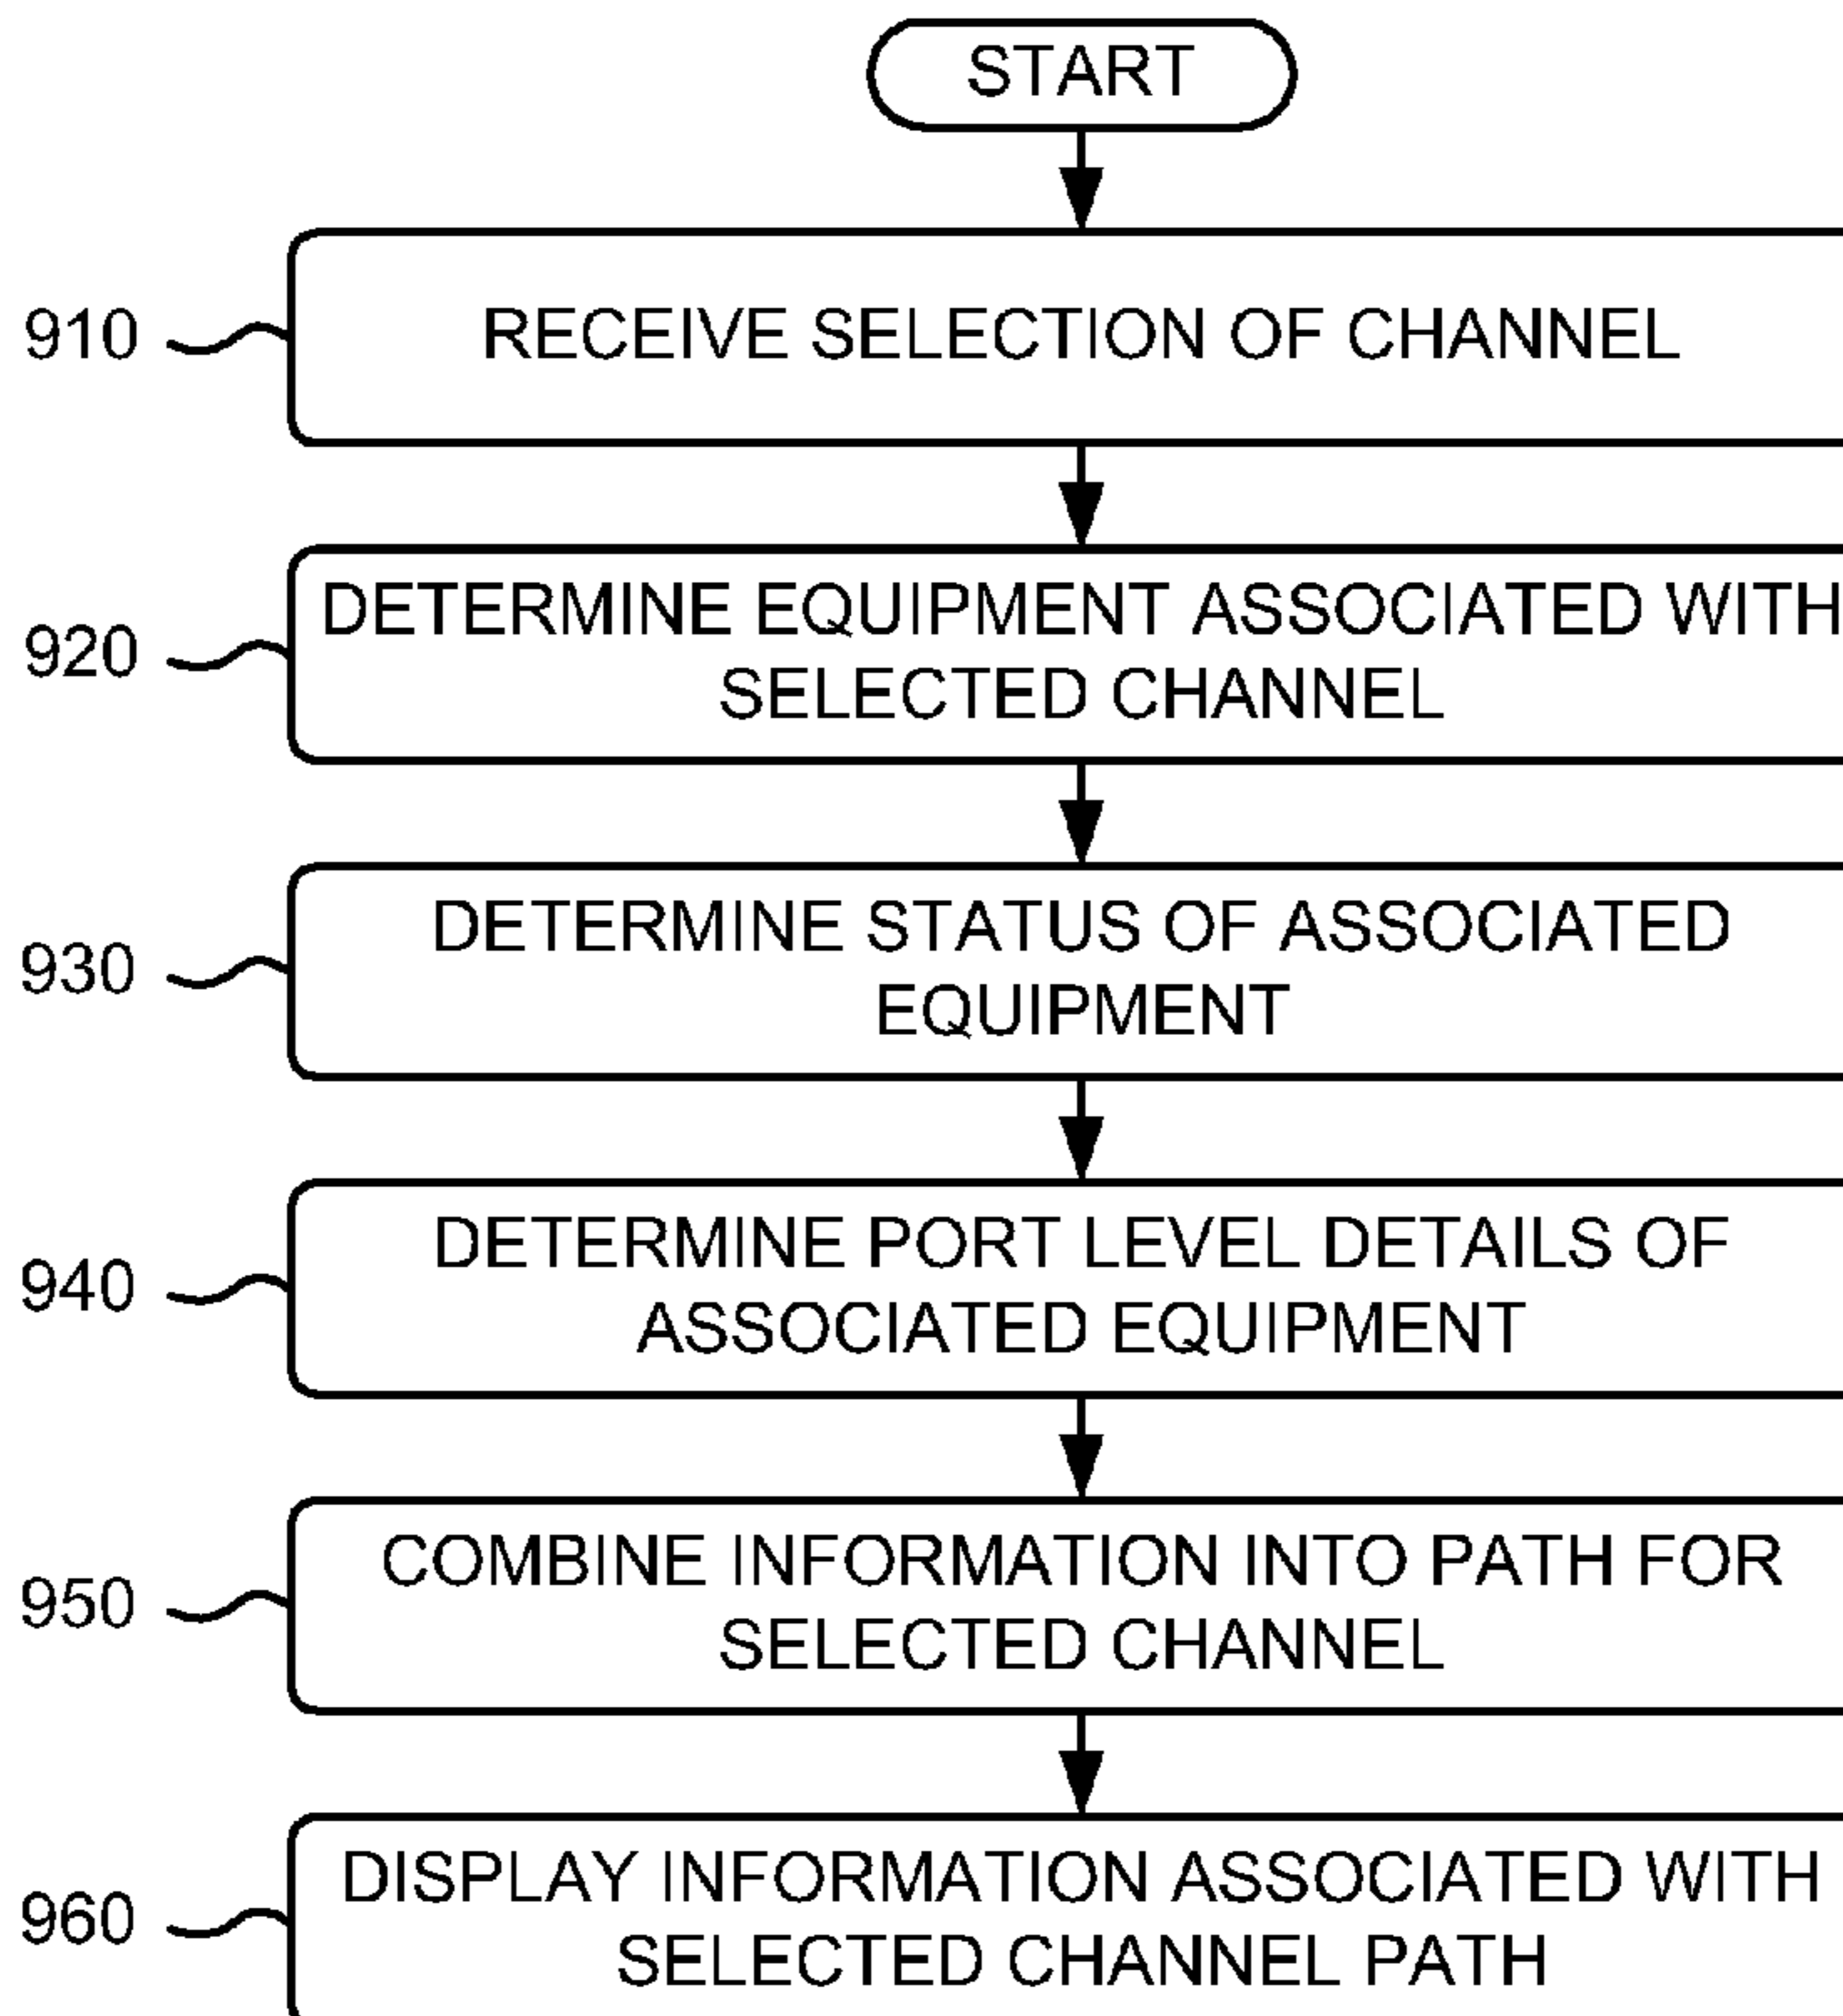 START
910
RECEIVE SELECTION OF CHANNEL
920
DETERMINE EQUIPMENT ASSOCIATED WITH
SELECTED CHANNEL
930
DETERMINE STATUS OF ASSOCIATED
EQUIPMENT
940
DETERMINE PORT LEVEL DETAILS OF
ASSOCIATED EQUIPMENT
950
COMBINE INFORMATION INTO PATH FOR
SELECTED CHANNEL
960
DISPLAY INFORMATION ASSOCIATED WITH
SELECTED CHANNEL PATH